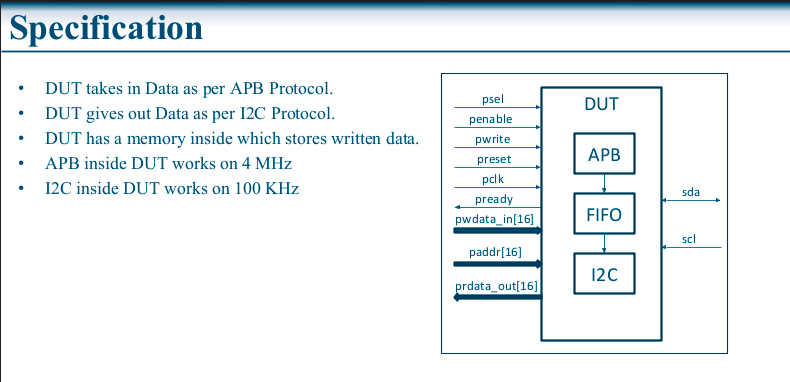 Specification
• DUT takes in Data as per APB Protocol.
• DUT gives out Data as per I2C Protocol.
• DUT has a memory inside which stores written data.
• APB inside DUT works on 4 MHz
• I2C inside DUT works on 100 KHz
psel
penable
pwrite
preset
pclk
pready
pwdata_in[16]
paddr[16]
prdata_out[16]
DUT
APB
FIFO
I2C
sda
scl